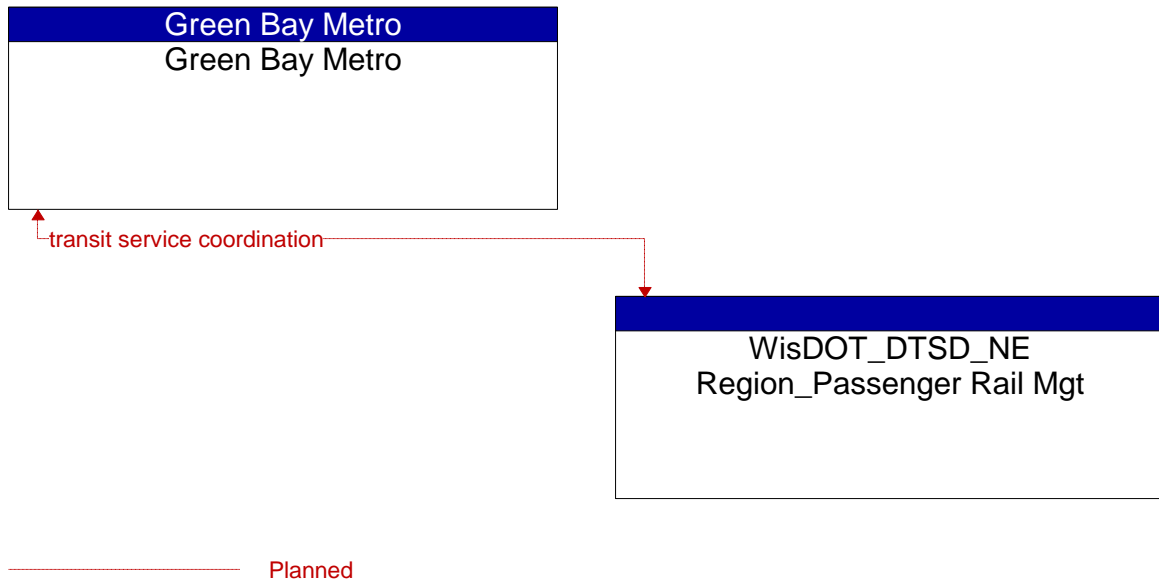 Green Bay Metro
Green Bay Metro
transit service coordination
WisDOT_DTSD_NE
Region_Passenger Rail Mgt
Planned